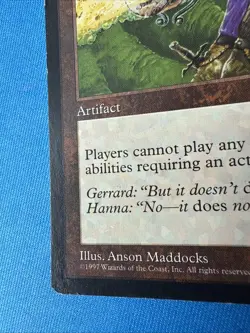 Artifact
Players cannot play any
abilities requiring an act
Gerrard: "But it doesn't d
Hanna: "No—it does no
Illus. Anson Maddocks
©1997 Wizards of the Coast, Inc. All rights reserved